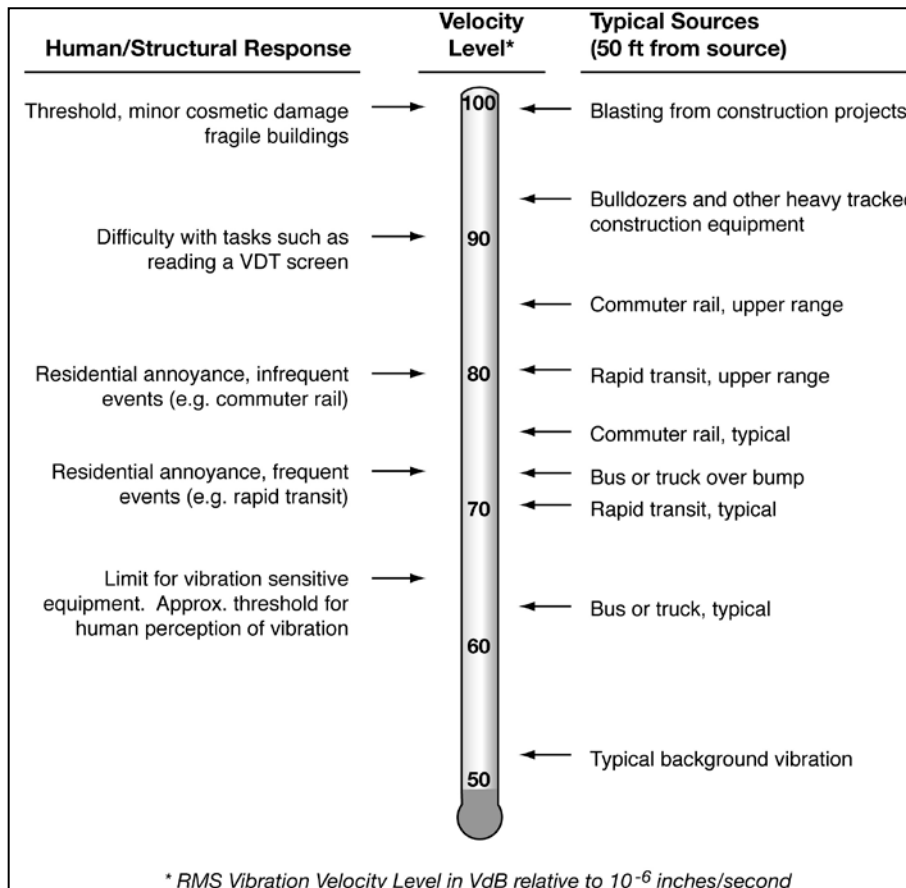 Human/Structural Response
Velocity
Level*
Typical Sources
(50 ft from source)
Threshold, minor cosmetic damage
fragile buildings
100
Blasting from construction projects
Bulldozers and other heavy tracked
construction equipment
Difficulty with tasks such as
reading a VDT screen
90
Commuter rail, upper range
Residential annoyance, infrequent
events (e.g. commuter rail)
80
Rapid transit, upper range
Commuter rail, typical
Residential annoyance, frequent
events (e.g. rapid transit)
Bus or truck over bump
70
Rapid transit, typical
Limit for vibration sensitive
equipment. Approx. threshold for
human perception of vibration
Bus or truck, typical
60
Typical background vibration
50
* RMS Vibration Velocity Level in VdB relative to 10⁻⁶ inches/second